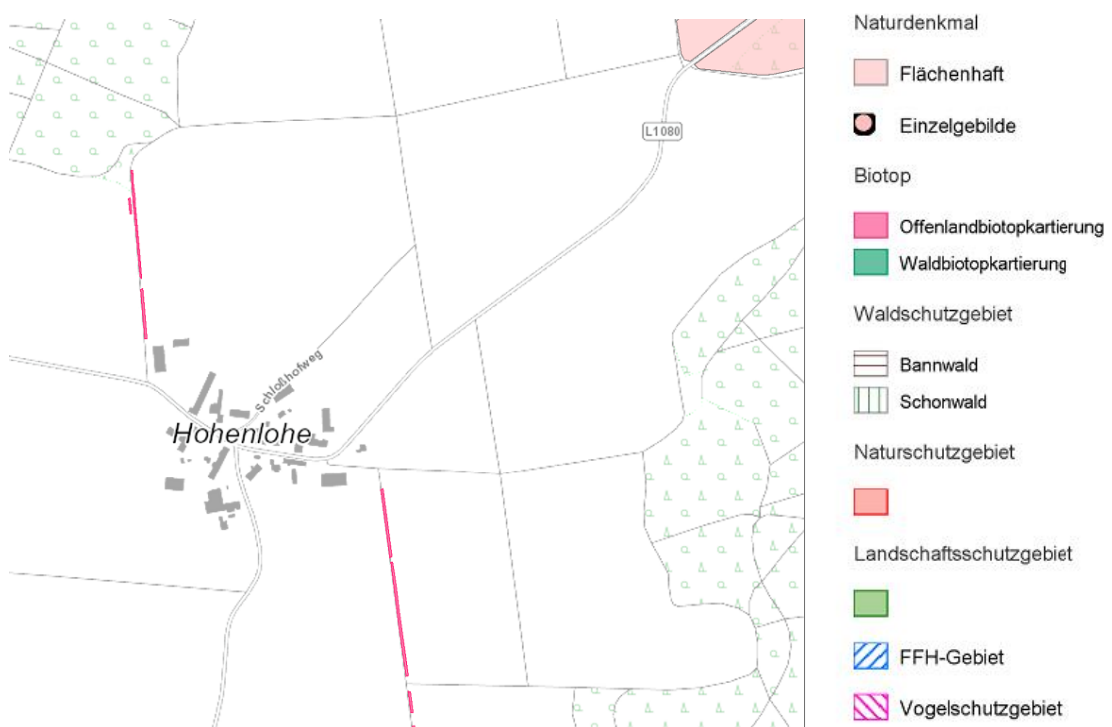 L1080
Schloßhofweg
Hohenlohe
Naturdenkmal
Flächenhaft
Einzelgebilde
Biotop
Offenlandbiotopkartierung
Waldbiotopkartierung
Waldschutzgebiet
Bannwald
Schonwald
Naturschutzgebiet
Landschaftsschutzgebiet
FFH-Gebiet
Vogelschutzgebiet